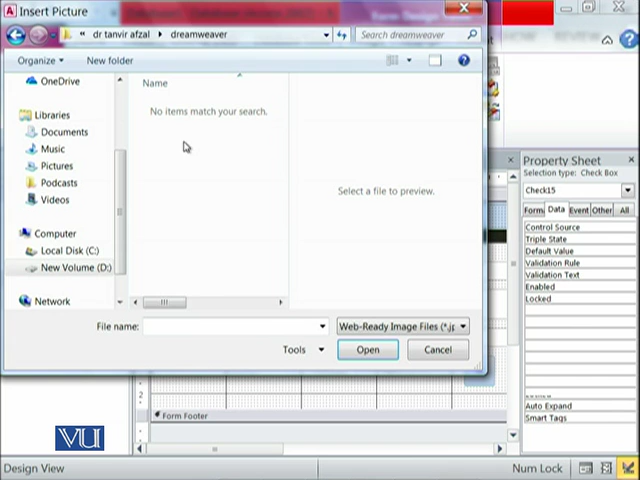 Insert Picture
« dr tanvir afzal ▸ dreamweaver
Search dreamweaver
Organize
New folder
OneDrive
Libraries
Documents
Music
Pictures
Podcasts
Videos
Computer
Local Disk (C:)
New Volume (D:)
Network
Name
No items match your search.
Select a file to preview.
File name:
Web-Ready Image Files (*.jp
Tools
Open
Cancel
Property Sheet
Selection type: Check Box
Check15
Form
Data
Event
Other
All
Control Source
Triple State
Default Value
Validation Rule
Validation Text
Enabled
Locked
Auto Expand
Smart Tags
2
Form Footer
VU
Design View
Num Lock